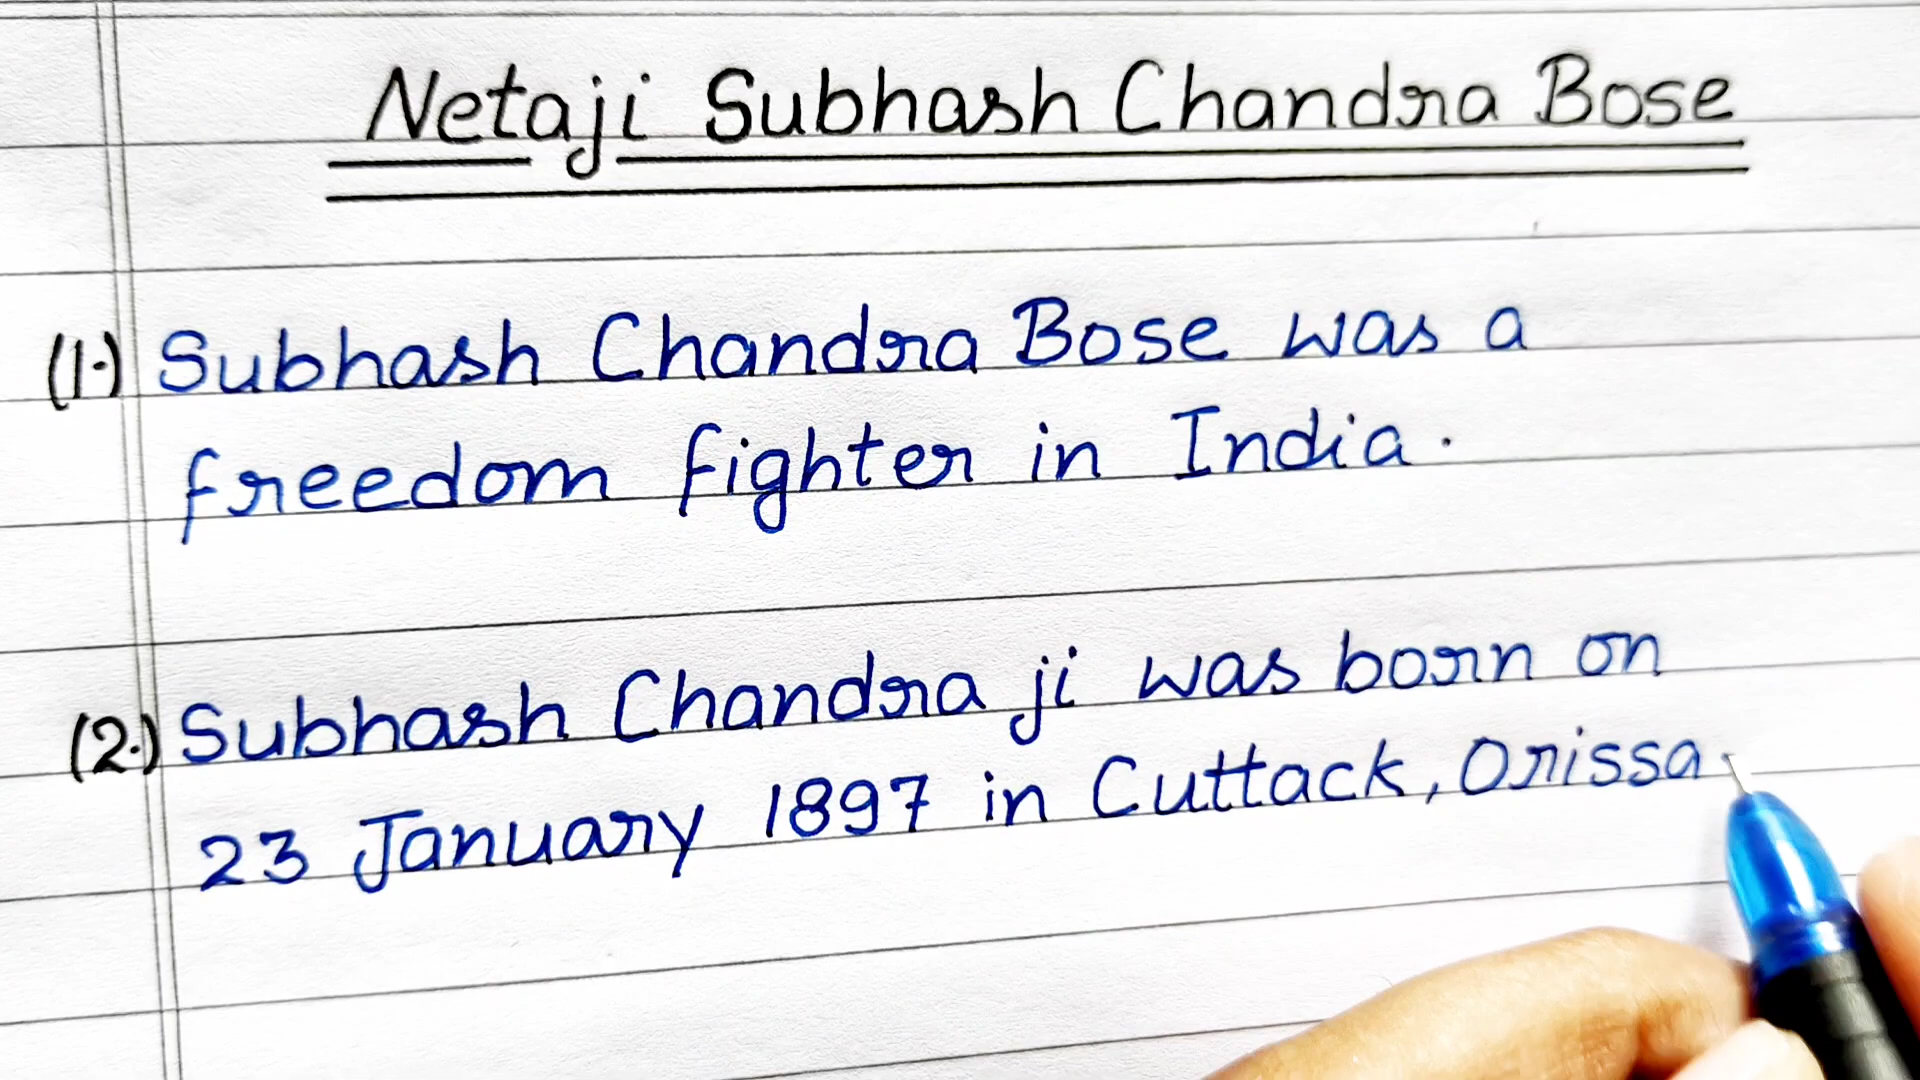 Netaji Subhash Chandra Bose
(1.) Subhash Chandra Bose was a
freedom fighter in India.
(2.) Subhash Chandra ji was born on
23 January 1897 in Cuttack, Orissa.